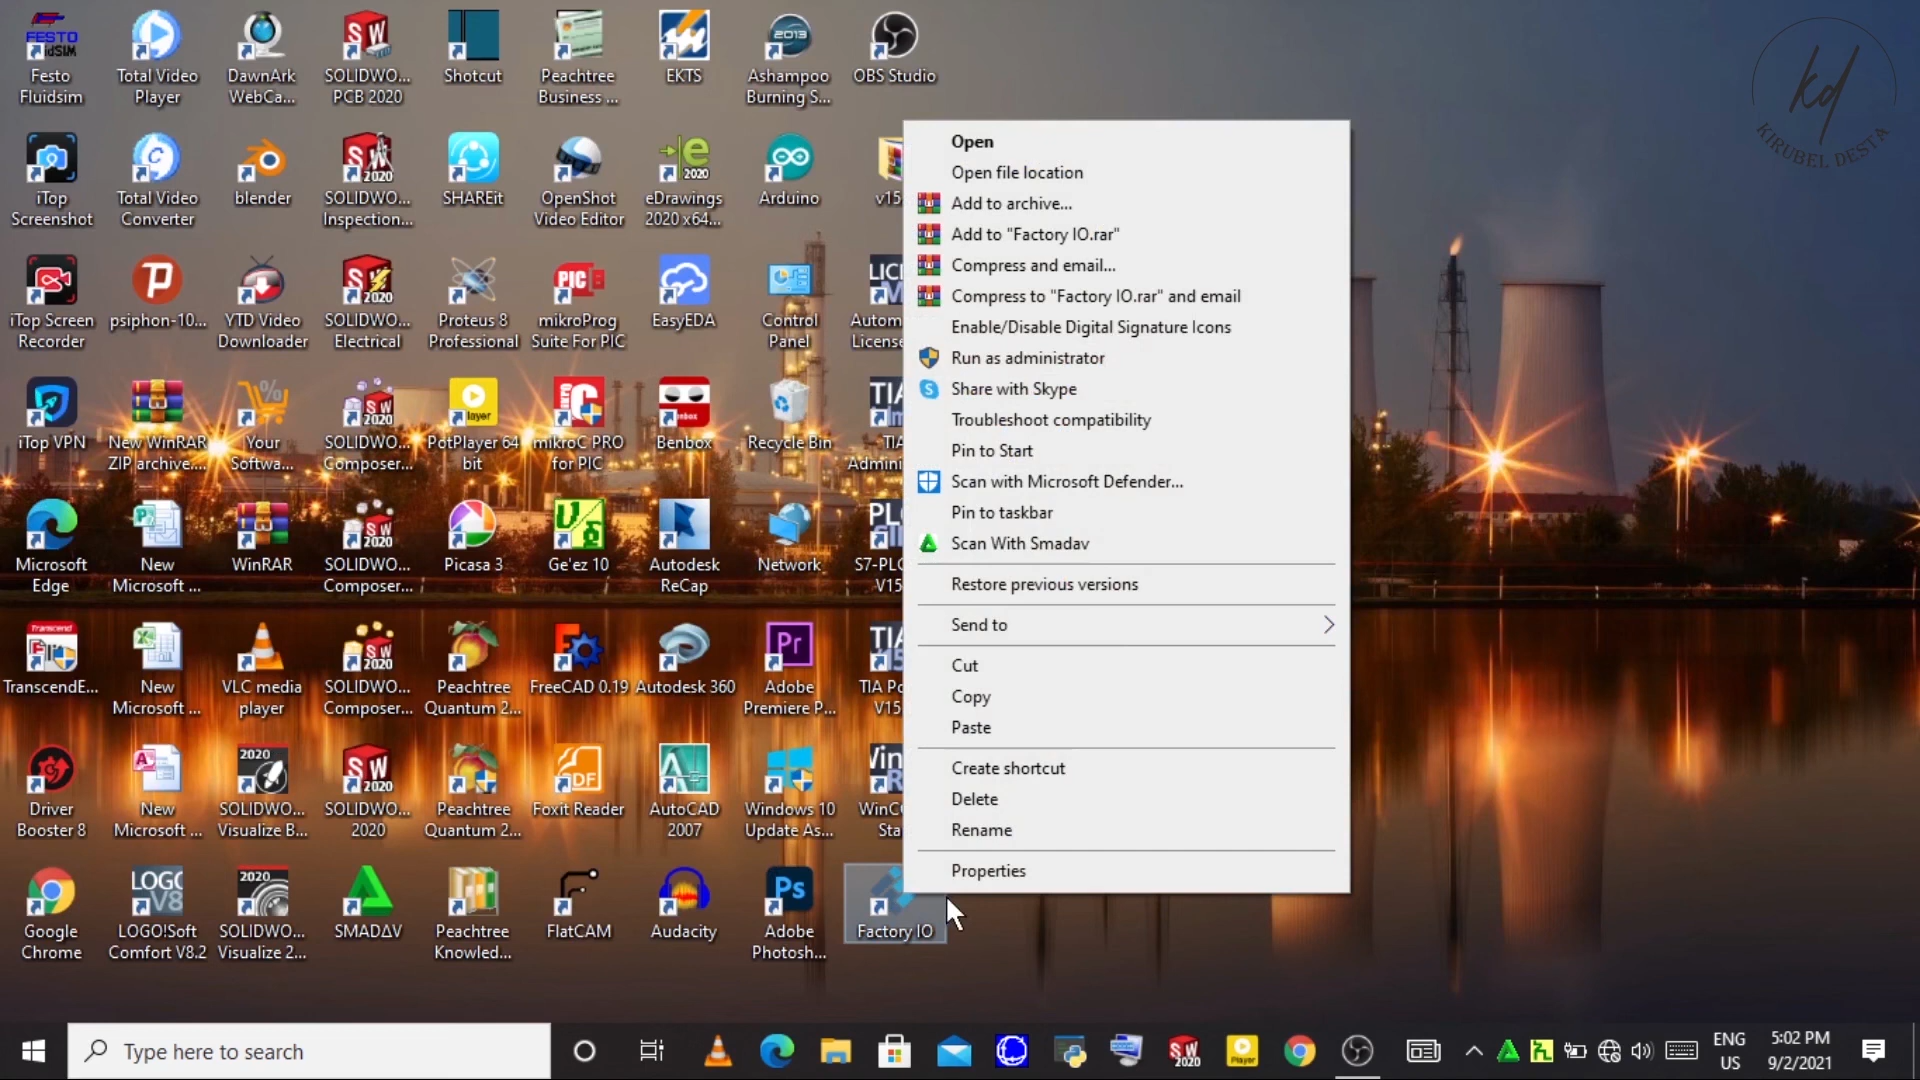 Festo
Fluidsim
Total Video
Player
DawnArk
WebCa...
SOLIDWO...
PCB 2020
Shotcut
Peachtree
Business ...
EKTS
Ashampoo
Burning S...
OBS Studio
iTop
Screenshot
Total Video
Converter
blender
SOLIDWO...
Inspection...
SHAREit
OpenShot
Video Editor
eDrawings
2020 x64...
Arduino
v15
iTop Screen
Recorder
psiphon-10...
YTD Video
Downloader
SOLIDWO...
Electrical
Proteus 8
Professional
mikroProg
Suite For PIC
EasyEDA
Control
Panel
Autom
License
iTop VPN
New WinRAR
ZIP archive....
Your
Softwa...
SOLIDWO...
Composer...
PotPlayer 64
bit
mikroC PRO
for PIC
Benbox
Recycle Bin
TIA
Admini
Microsoft
Edge
New
Microsoft ...
WinRAR
SOLIDWO...
Composer...
Picasa 3
Ge'ez 10
Autodesk
ReCap
Network
S7-PLC
V15
TranscendE...
New
Microsoft ...
VLC media
player
SOLIDWO...
Composer...
Peachtree
Quantum 2...
FreeCAD 0.19
Autodesk 360
Adobe
Premiere P...
TIA Po
V15
Driver
Booster 8
New
Microsoft ...
SOLIDWO...
Visualize B...
SOLIDWO...
2020
Peachtree
Quantum 2...
Foxit Reader
AutoCAD
2007
Windows 10
Update As...
WinC
Sta
Google
Chrome
LOGO!Soft
Comfort V8.2
SOLIDWO...
Visualize 2...
SMADΔV
Peachtree
Knowled...
FlatCAM
Audacity
Adobe
Photosh...
Factory IO
Open
Open file location
Add to archive...
Add to "Factory IO.rar"
Compress and email...
Compress to "Factory IO.rar" and email
Enable/Disable Digital Signature Icons
Run as administrator
Share with Skype
Troubleshoot compatibility
Pin to Start
Scan with Microsoft Defender...
Pin to taskbar
Scan With Smadav
Restore previous versions
Send to
Cut
Copy
Paste
Create shortcut
Delete
Rename
Properties
kd
KIRUBEL DESTA
Type here to search
ENG
US
5:02 PM
9/2/2021